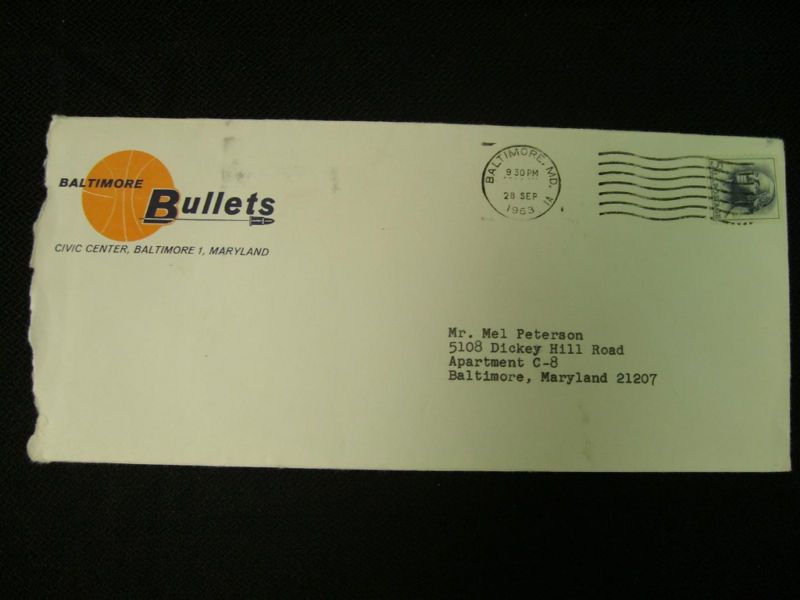 BALTIMORE
Bullets
CIVIC CENTER, BALTIMORE 1, MARYLAND
BALTIMORE, MD.
9 30 PM
28 SEP
1963
Mr. Mel Peterson
5108 Dickey Hill Road
Apartment C-8
Baltimore, Maryland 21207